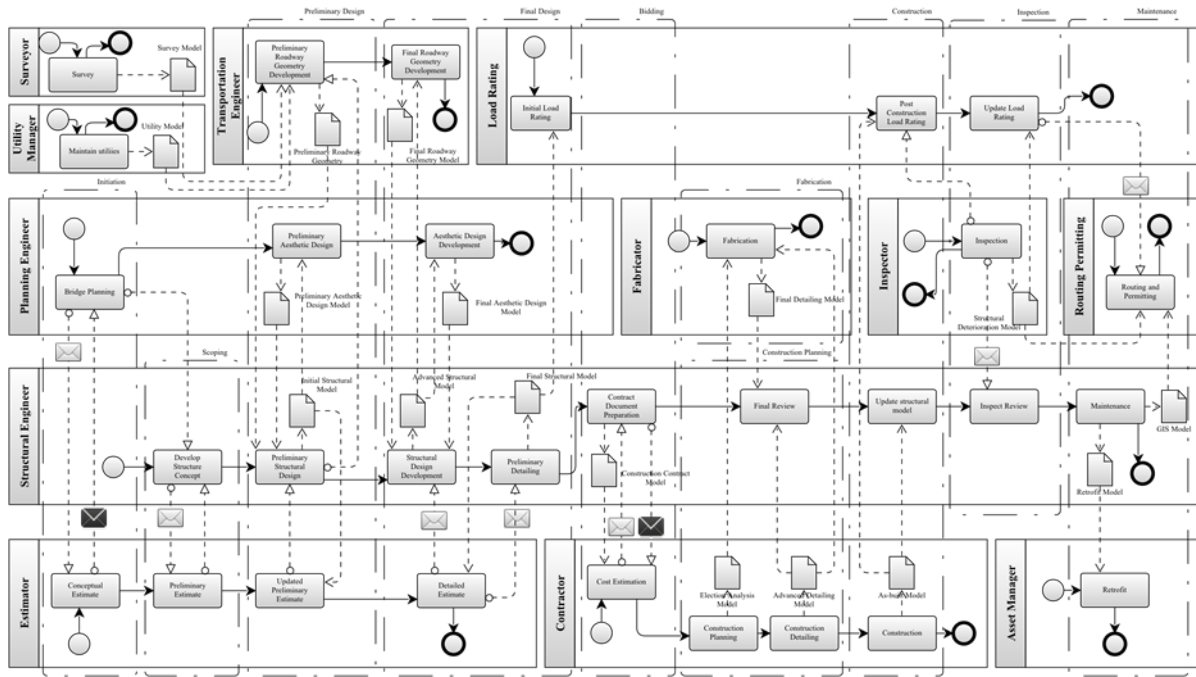 Preliminary Design
Final Design
Bidding
Construction
Inspection
Maintenance
Surveyor
Survey
Survey Model
Utility
Manager
Maintain utiliies
Utility Model
Transportation
Engineer
Preliminary
Roadway
Geometry
Development
Final Roadway
Geometry
Development
Preliminary Roadway
Geometry
Final Roadway
Geometry Model
Load Rating
Initial Load
Rating
Post
Construction
Load Rating
Update Load
Rating
Initiation
Fabrication
Planning Engineer
Bridge Planning
Preliminary
Aesthetic Design
Aesthetic Design
Development
Preliminary Aesthetic
Design Model
Final Aesthetic Design
Model
Fabricator
Fabrication
Final Detailing Model
Inspector
Inspection
Structural
Deterioration Model
Routing Permitting
Routing and
Permitting
Scoping
Construction Planning
Structural Engineer
Develop
Structure
Concept
Initial Structural
Model
Preliminary
Structural
Design
Advanced Structural
Model
Structural
Design
Development
Final Structural Model
Preliminary
Detailing
Contract
Document
Preparation
Construction Contract
Model
Final Review
Update structural
model
Inspect Review
Maintenance
GIS Model
Retrofit Model
Estimator
Conceptual
Estimate
Preliminary
Estimate
Updated
Preliminary
Estimate
Detailed
Estimate
Contractor
Cost Estimation
Election Analysis
Model
Advanced Detailing
Model
As-built Model
Construction
Planning
Construction
Detailing
Construction
Asset Manager
Retrofit